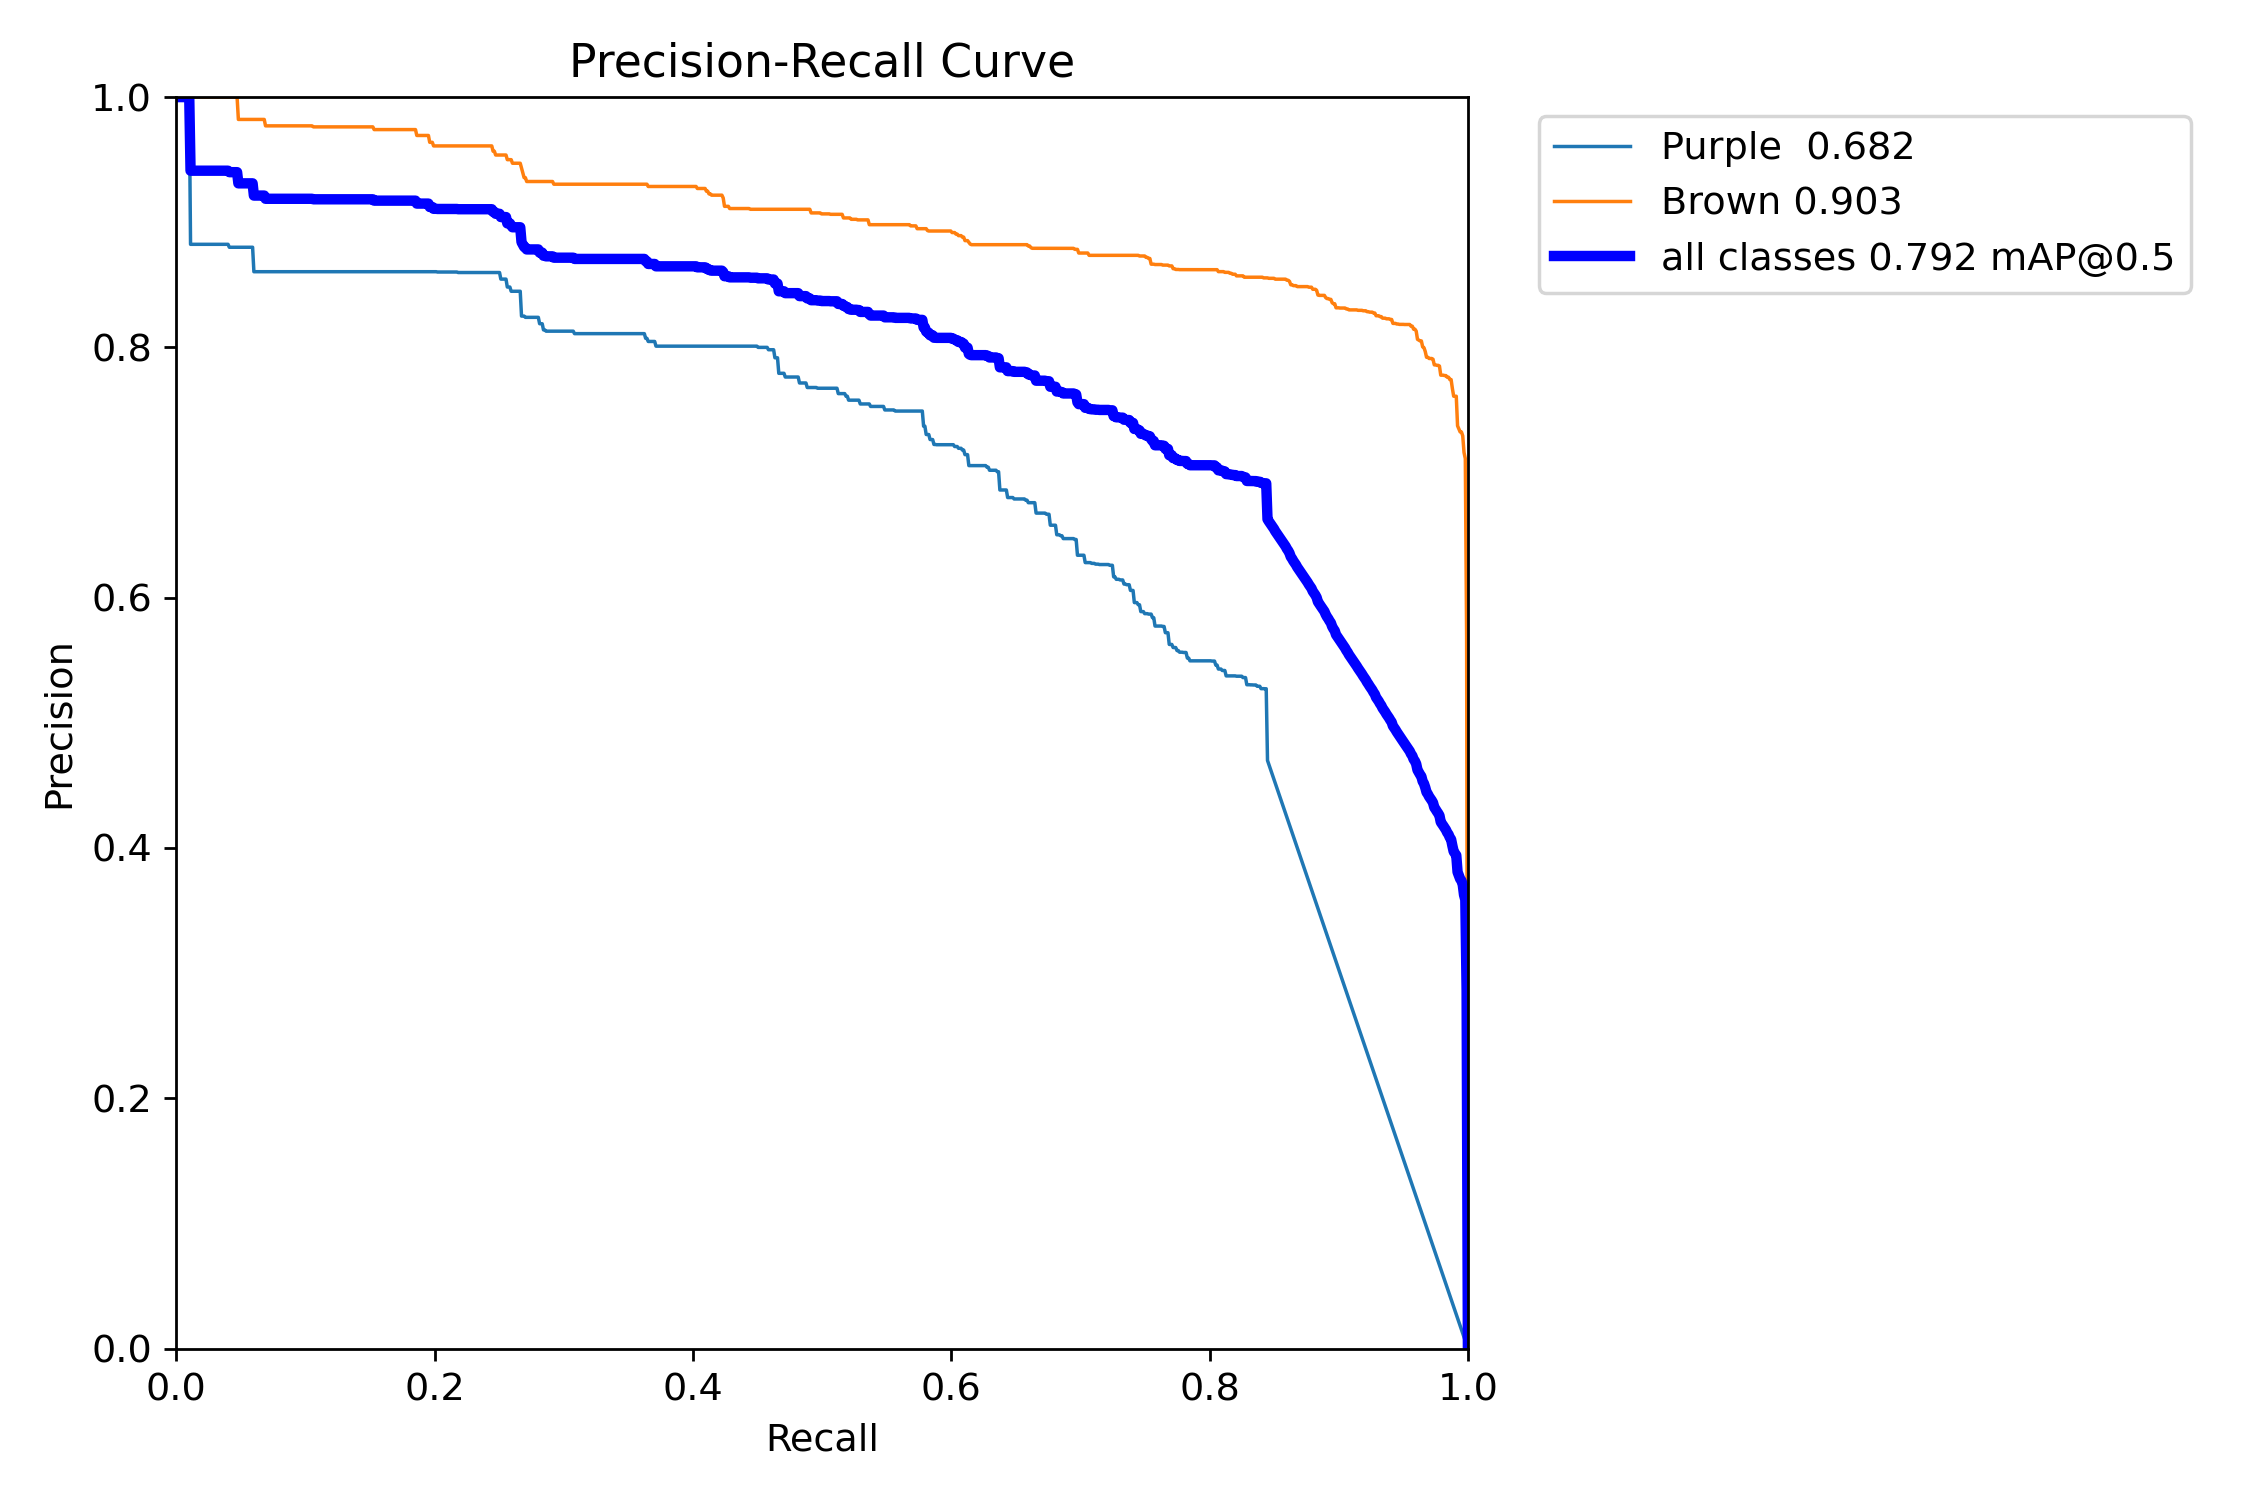 Precision-Recall Curve
1.0
0.8
0.6
0.4
0.2
0.0
Precision
0.0 0.2 0.4 0.6 0.8 1.0
Recall
Purple  0.682
Brown 0.903
all classes 0.792 mAP@0.5